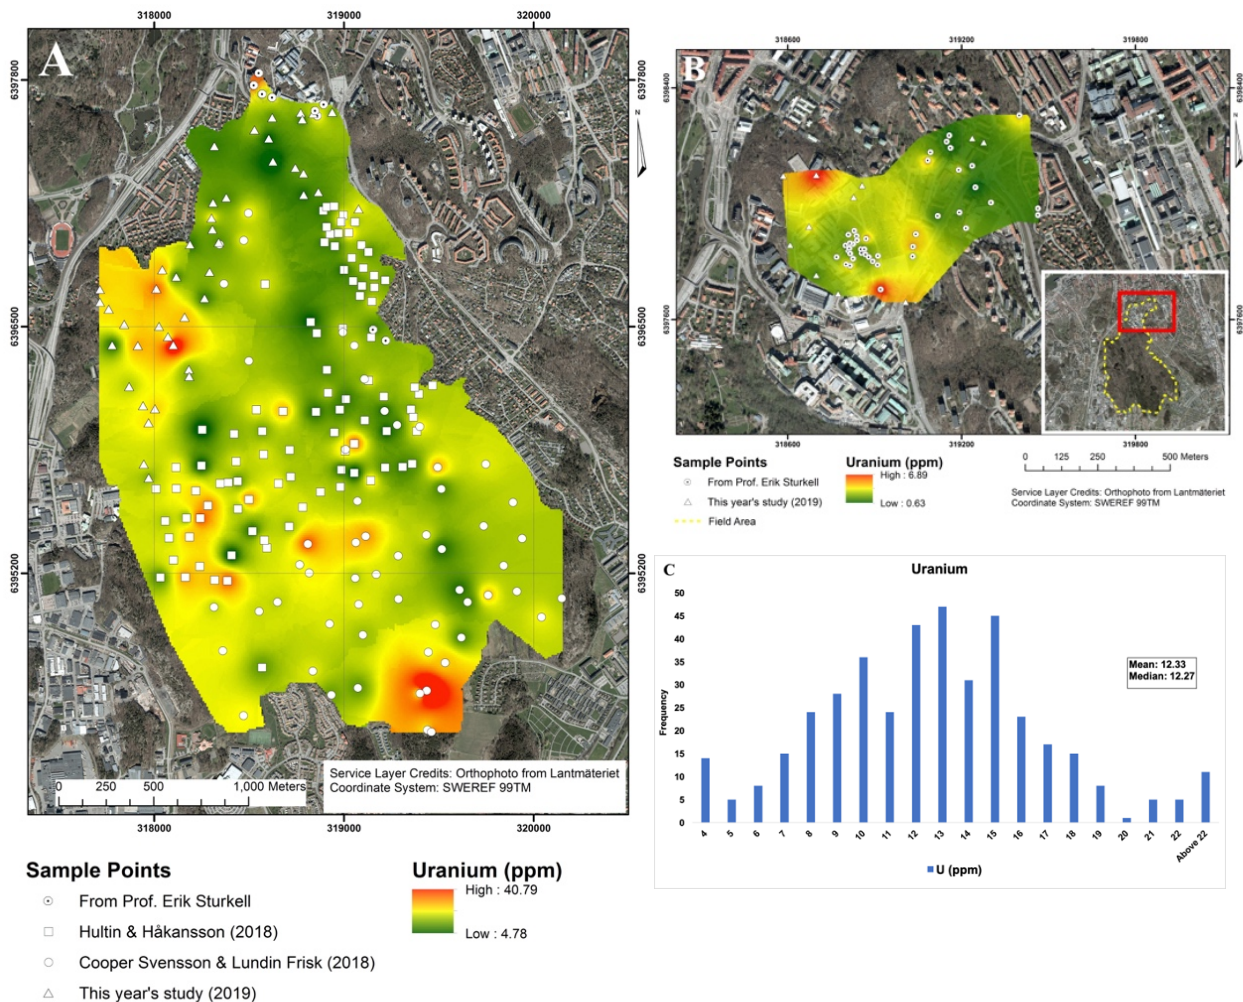 318000 319000 320000
A
6397800 6397800
N
6396500 6396500
6395200 6395200
Service Layer Credits: Orthophoto from Lantmäteriet
Coordinate System: SWEREF 99TM
0 250 500 1,000 Meters
318000 319000 320000
Sample Points
From Prof. Erik Sturkell
Hultin & Håkansson (2018)
Cooper Svensson & Lundin Frisk (2018)
This year's study (2019)
Uranium (ppm)
High : 40.79
Low : 4.78
318600 319200 319800
B
6398400 6398400
N
6397600 6397600
318600 319200 319800
Sample Points
From Prof. Erik Sturkell
This year's study (2019)
Field Area
Uranium (ppm)
High : 6.89
Low : 0.63
0 125 250 500 Meters
Service Layer Credits: Orthophoto from Lantmäteriet
Coordinate System: SWEREF 99TM
C
Uranium
50
45
40
35
30
25
20
15
10
5
0
Frequency
Mean: 12.33
Median: 12.27
4 5 6 7 8 9 10 11 12 13 14 15 16 17 18 19 20 21 22 Above 22
U (ppm)